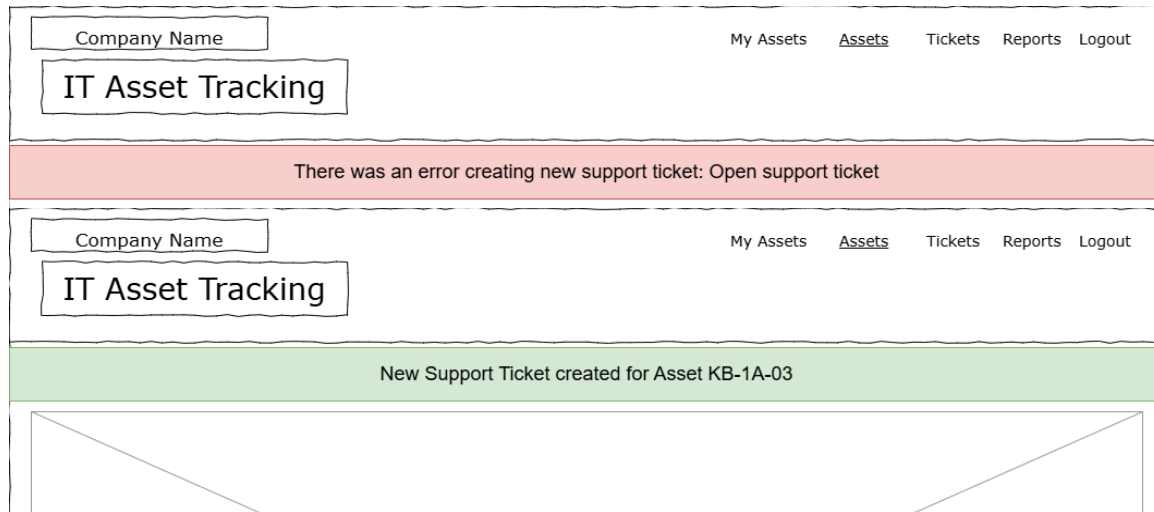 Company Name
My Assets Assets Tickets Reports Logout
IT Asset Tracking
There was an error creating new support ticket: Open support ticket
Company Name
My Assets Assets Tickets Reports Logout
IT Asset Tracking
New Support Ticket created for Asset KB-1A-03